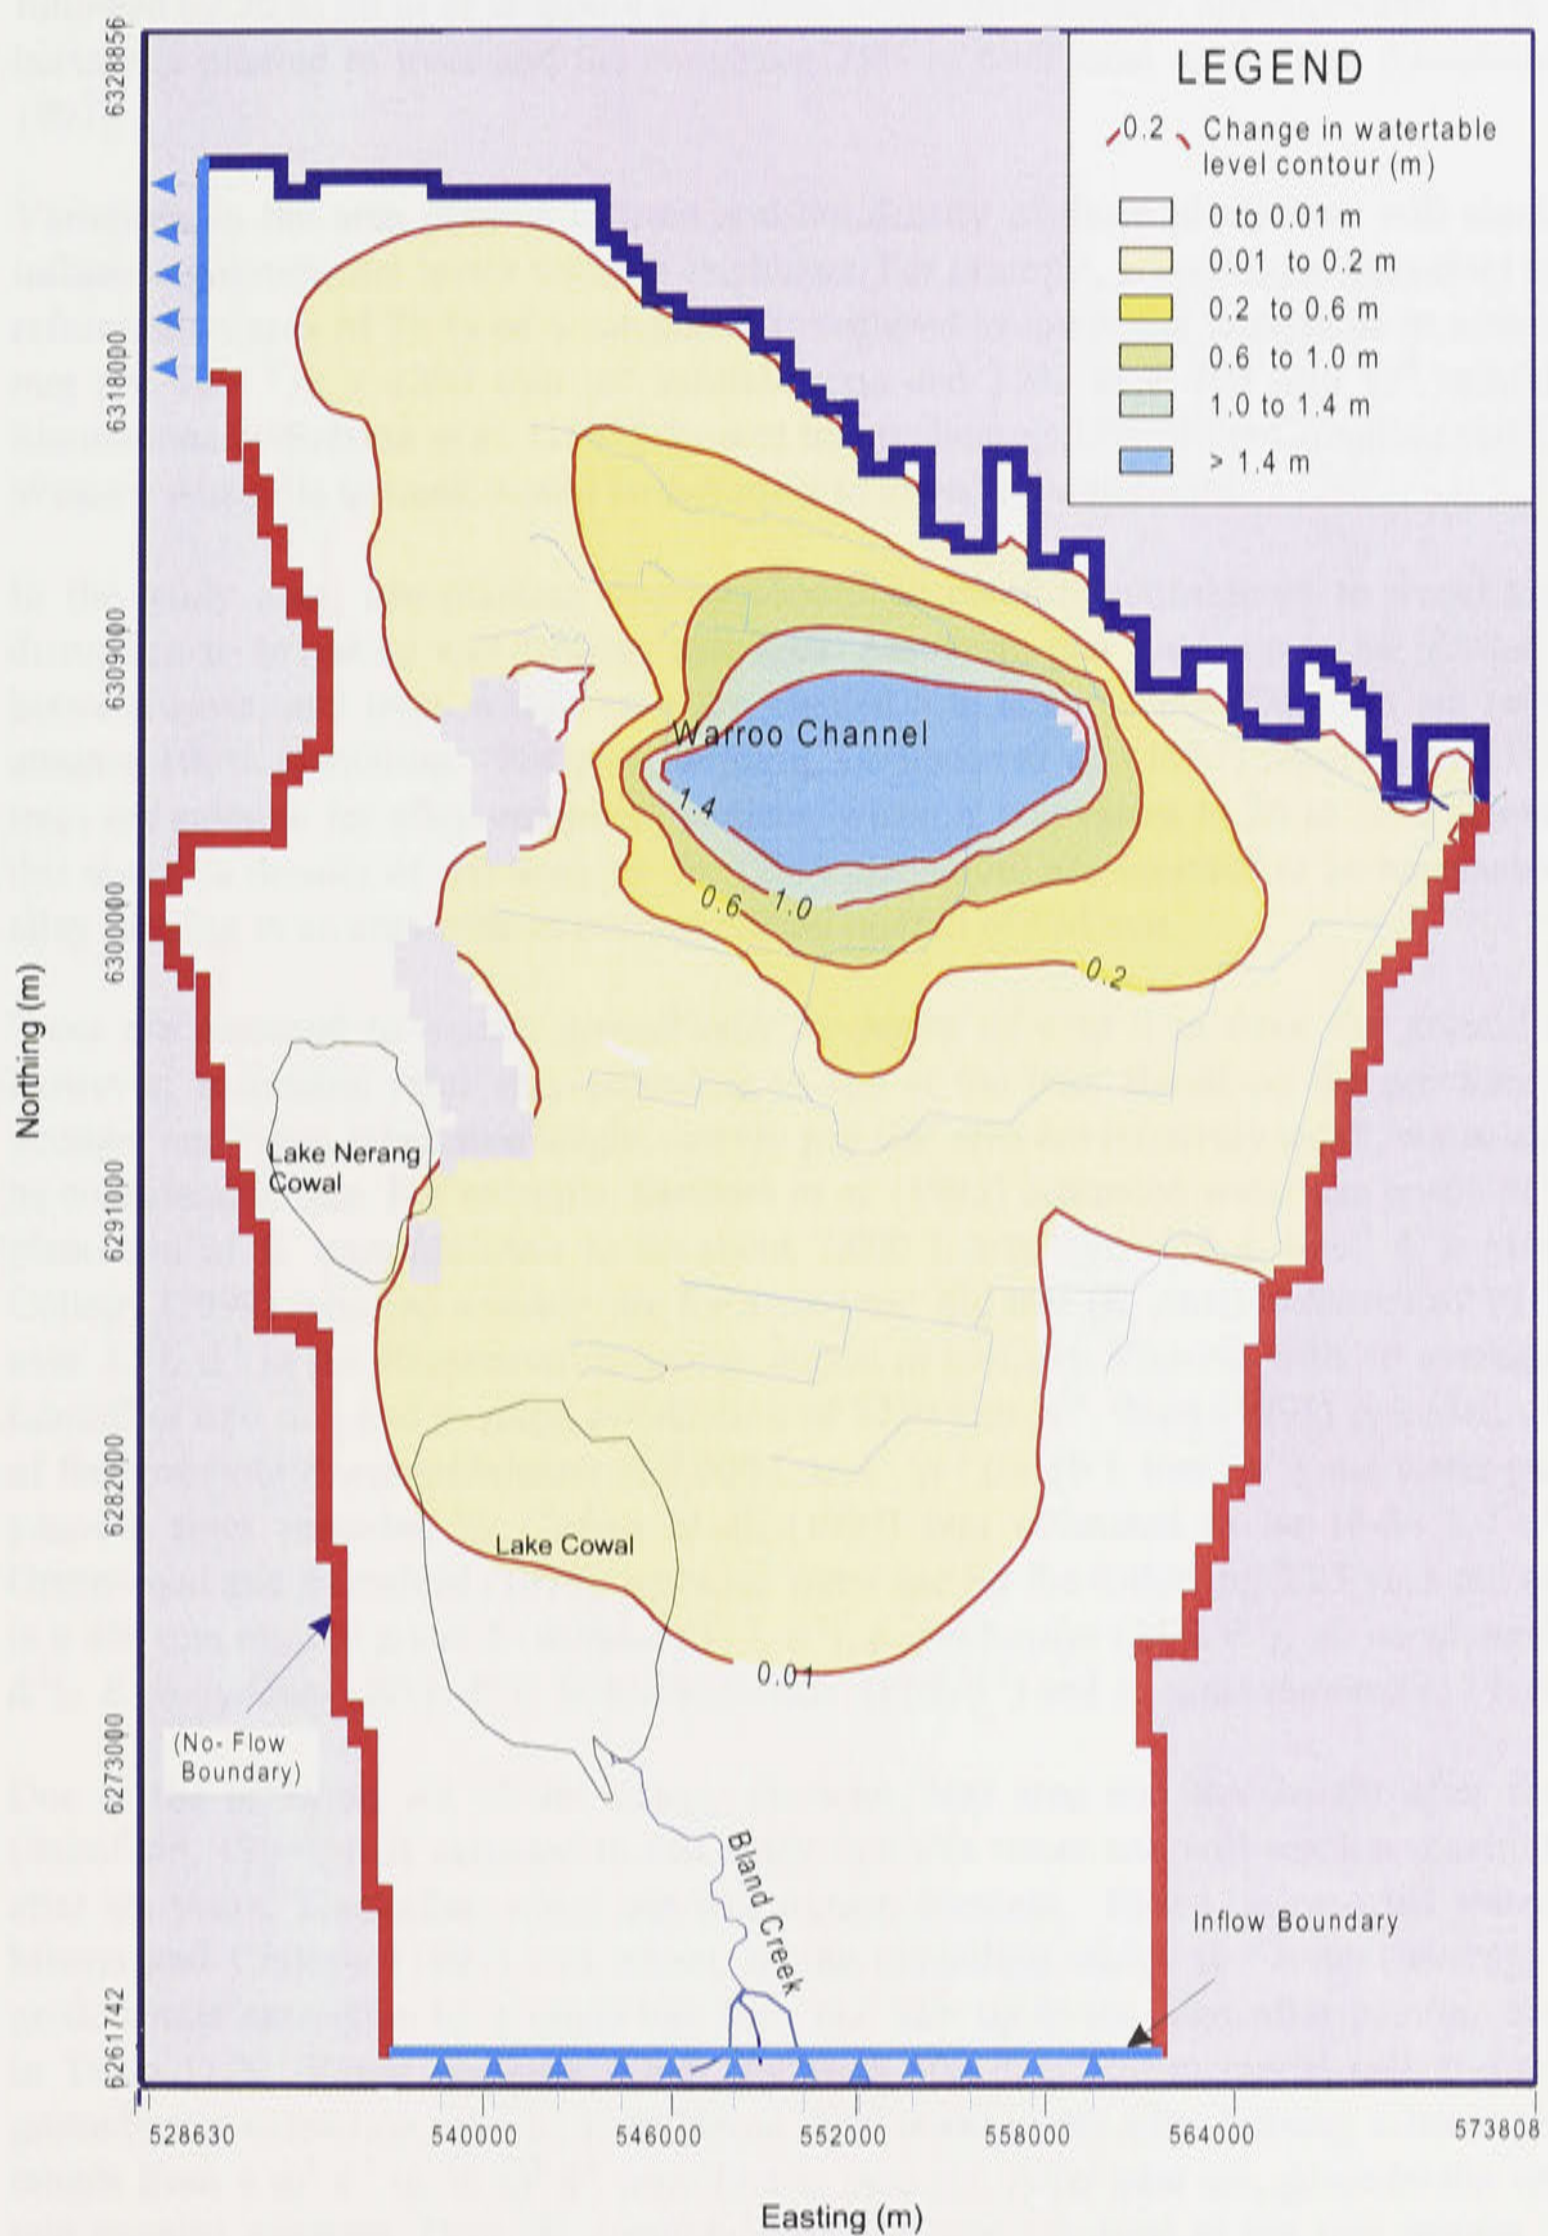 LEGEND
0.2 Change in watertable
level contour (m)
0 to 0.01 m
0.01 to 0.2 m
0.2 to 0.6 m
0.6 to 1.0 m
1.0 to 1.4 m
> 1.4 m
6328856
6318000
6309000
6300000
6291000
6282000
6273000
6261742
Northing (m)
Warroo Channel
1.4
0.6
1.0
0.2
Lake Nerang
Cowal
Lake Cowal
0.01
(No- Flow
Boundary)
Bland Creek
Inflow Boundary
528630
540000
546000
552000
558000
564000
573808
Easting (m)